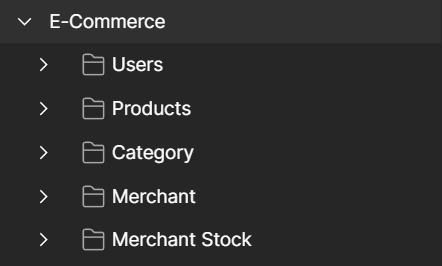 E-Commerce
Users
Products
Category
Merchant
Merchant Stock